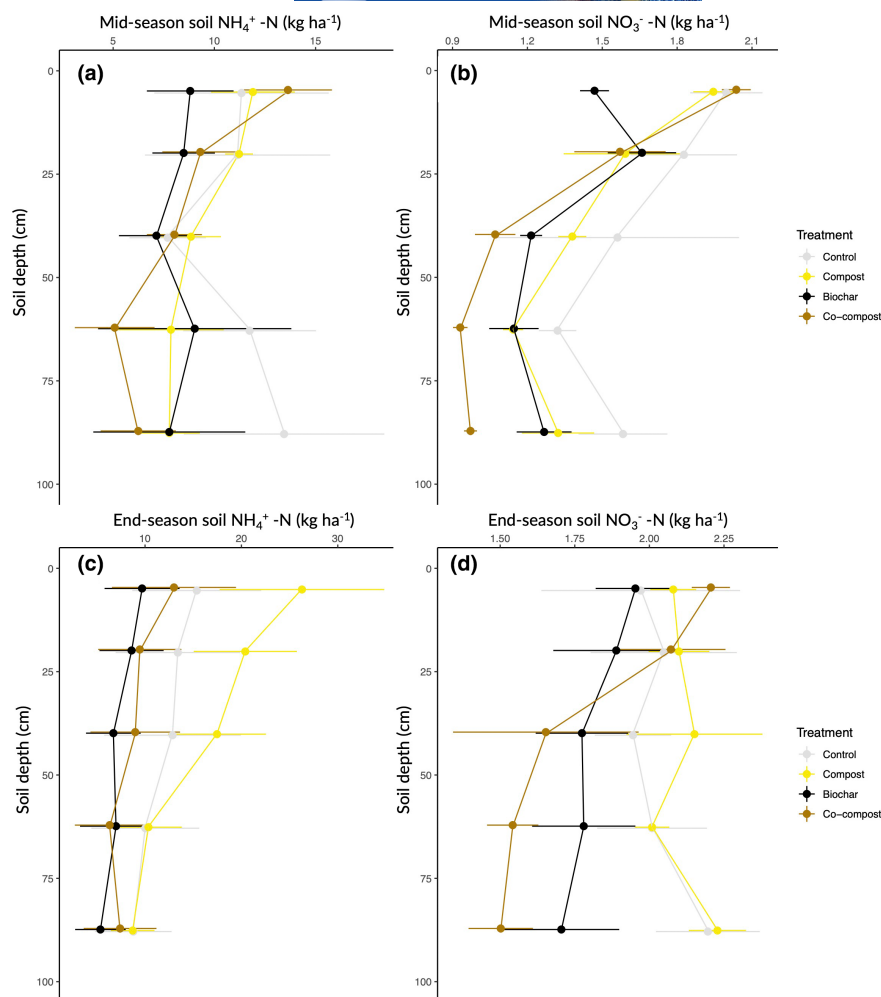 Mid-season soil NH₄⁺ -N (kg ha⁻¹)
5 10 15
(a)
0
25
50
75
100
Soil depth (cm)
Mid-season soil NO₃⁻ -N (kg ha⁻¹)
0.9 1.2 1.5 1.8 2.1
(b)
0
25
50
75
100
Soil depth (cm)
Treatment
Control
Compost
Biochar
Co-compost
End-season soil NH₄⁺ -N (kg ha⁻¹)
10 20 30
(c)
0
25
50
75
100
Soil depth (cm)
End-season soil NO₃⁻ -N (kg ha⁻¹)
1.50 1.75 2.00 2.25
(d)
0
25
50
75
100
Soil depth (cm)
Treatment
Control
Compost
Biochar
Co-compost